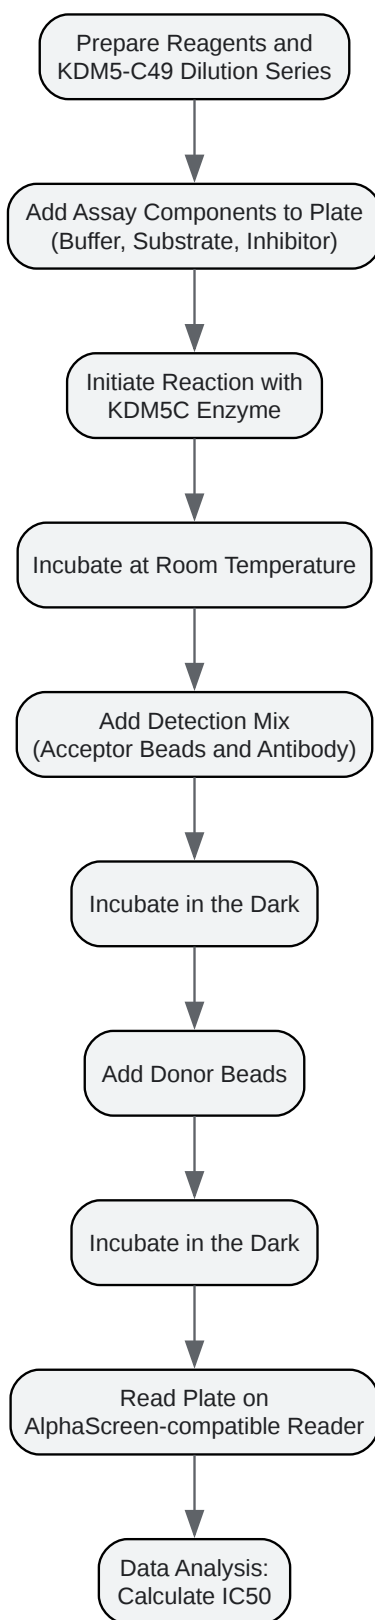 Prepare Reagents and
KDM5-C49 Dilution Series
Add Assay Components to Plate
(Buffer, Substrate, Inhibitor)
Initiate Reaction with
KDM5C Enzyme
Incubate at Room Temperature
Add Detection Mix
(Acceptor Beads and Antibody)
Incubate in the Dark
Add Donor Beads
Incubate in the Dark
Read Plate on
AlphaScreen-compatible Reader
Data Analysis:
Calculate IC50